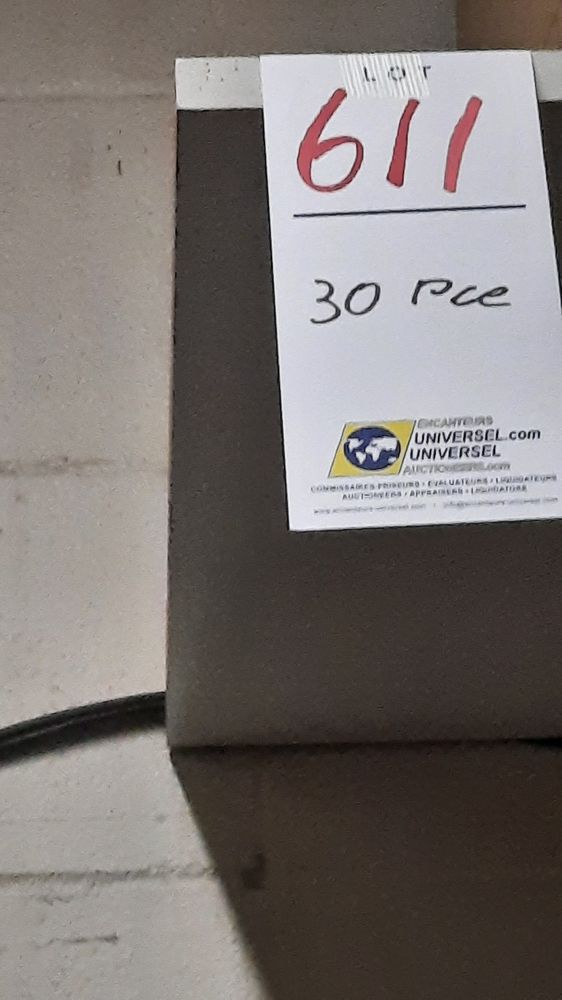 LOT
611
30 Pce
ENCANTEURS
UNIVERSEL.com
UNIVERSEL
AUCTIONEERS.com
COMMISSAIRES-PRISEURS • ÉVALUATEURS • LIQUIDATEURS
AUCTIONEERS / APPRAISERS • LIQUIDATORS